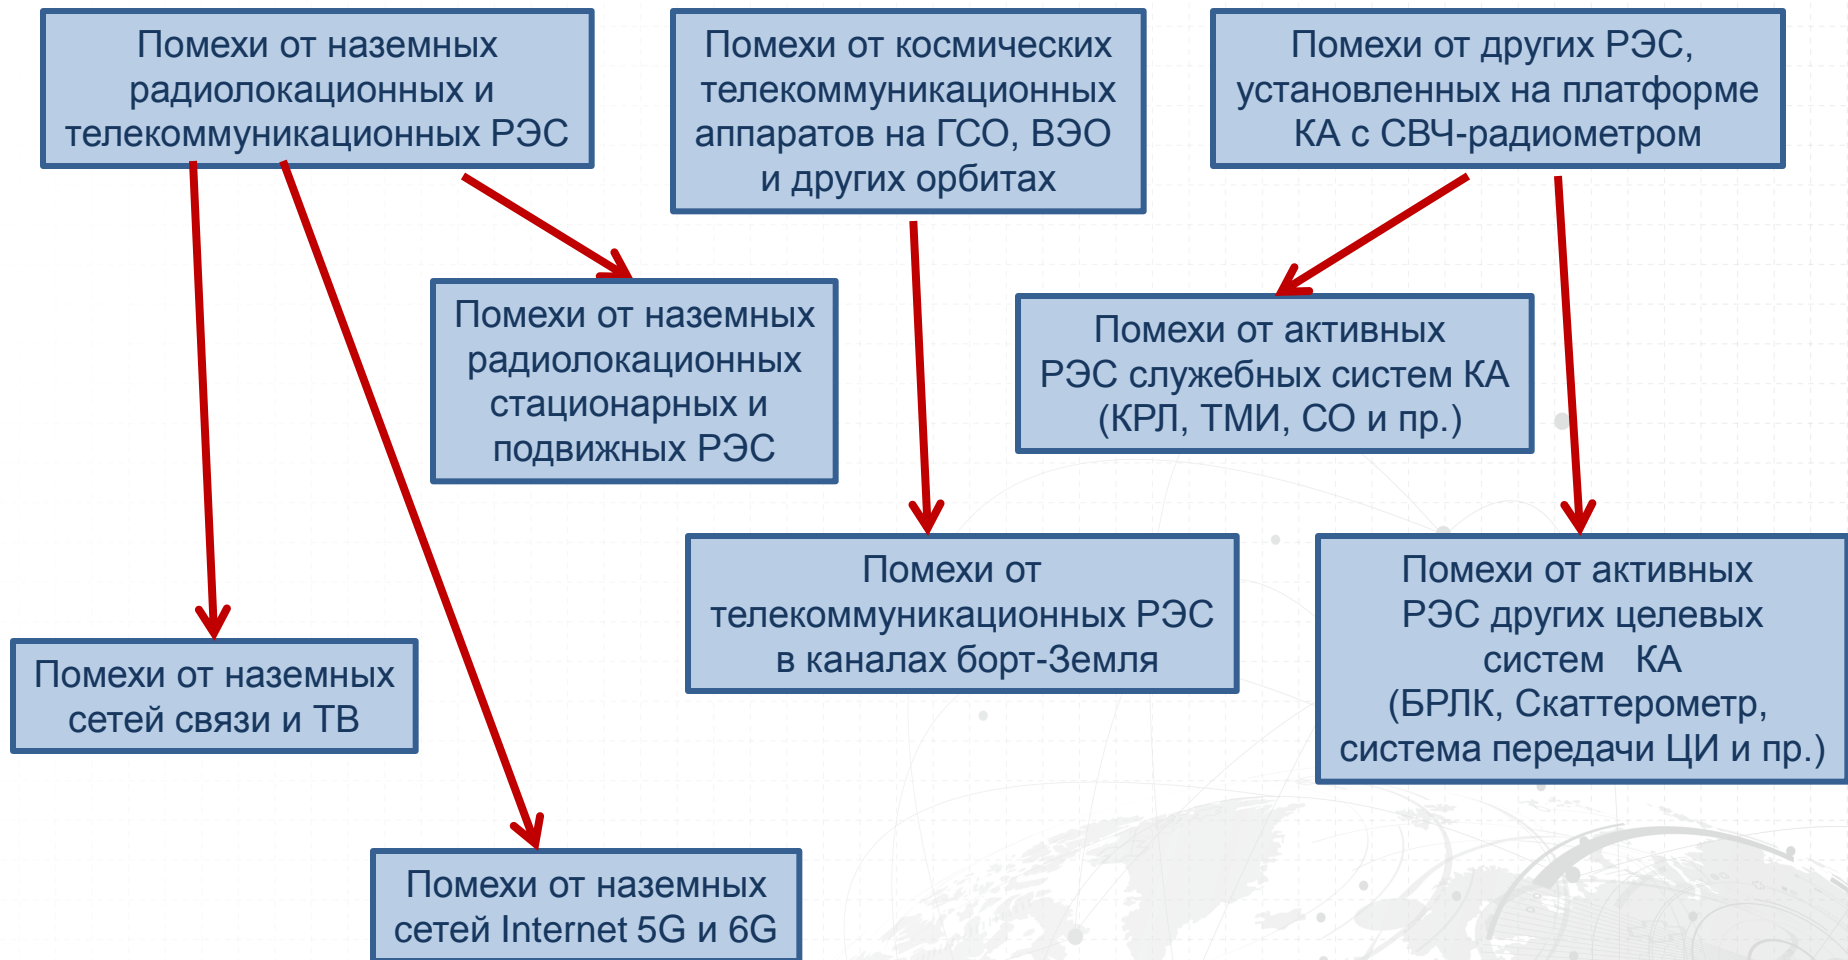 Помехи от наземных
радиолокационных и
телекоммуникационных РЭС
Помехи от космических
телекоммуникационных
аппаратов на ГСО, ВЭО
и других орбитах
Помехи от других РЭС,
установленных на платформе
КА с СВЧ-радиометром
Помехи от наземных
радиолокационных
стационарных и
подвижных РЭС
Помехи от активных
РЭС служебных систем КА
(КРЛ, ТМИ, СО и пр.)
Помехи от
телекоммуникационных РЭС
в каналах борт-Земля
Помехи от активных
РЭС других целевых
систем КА
(БРЛК, Скаттерометр,
система передачи ЦИ и пр.)
Помехи от наземных
сетей связи и ТВ
Помехи от наземных
сетей Internet 5G и 6G